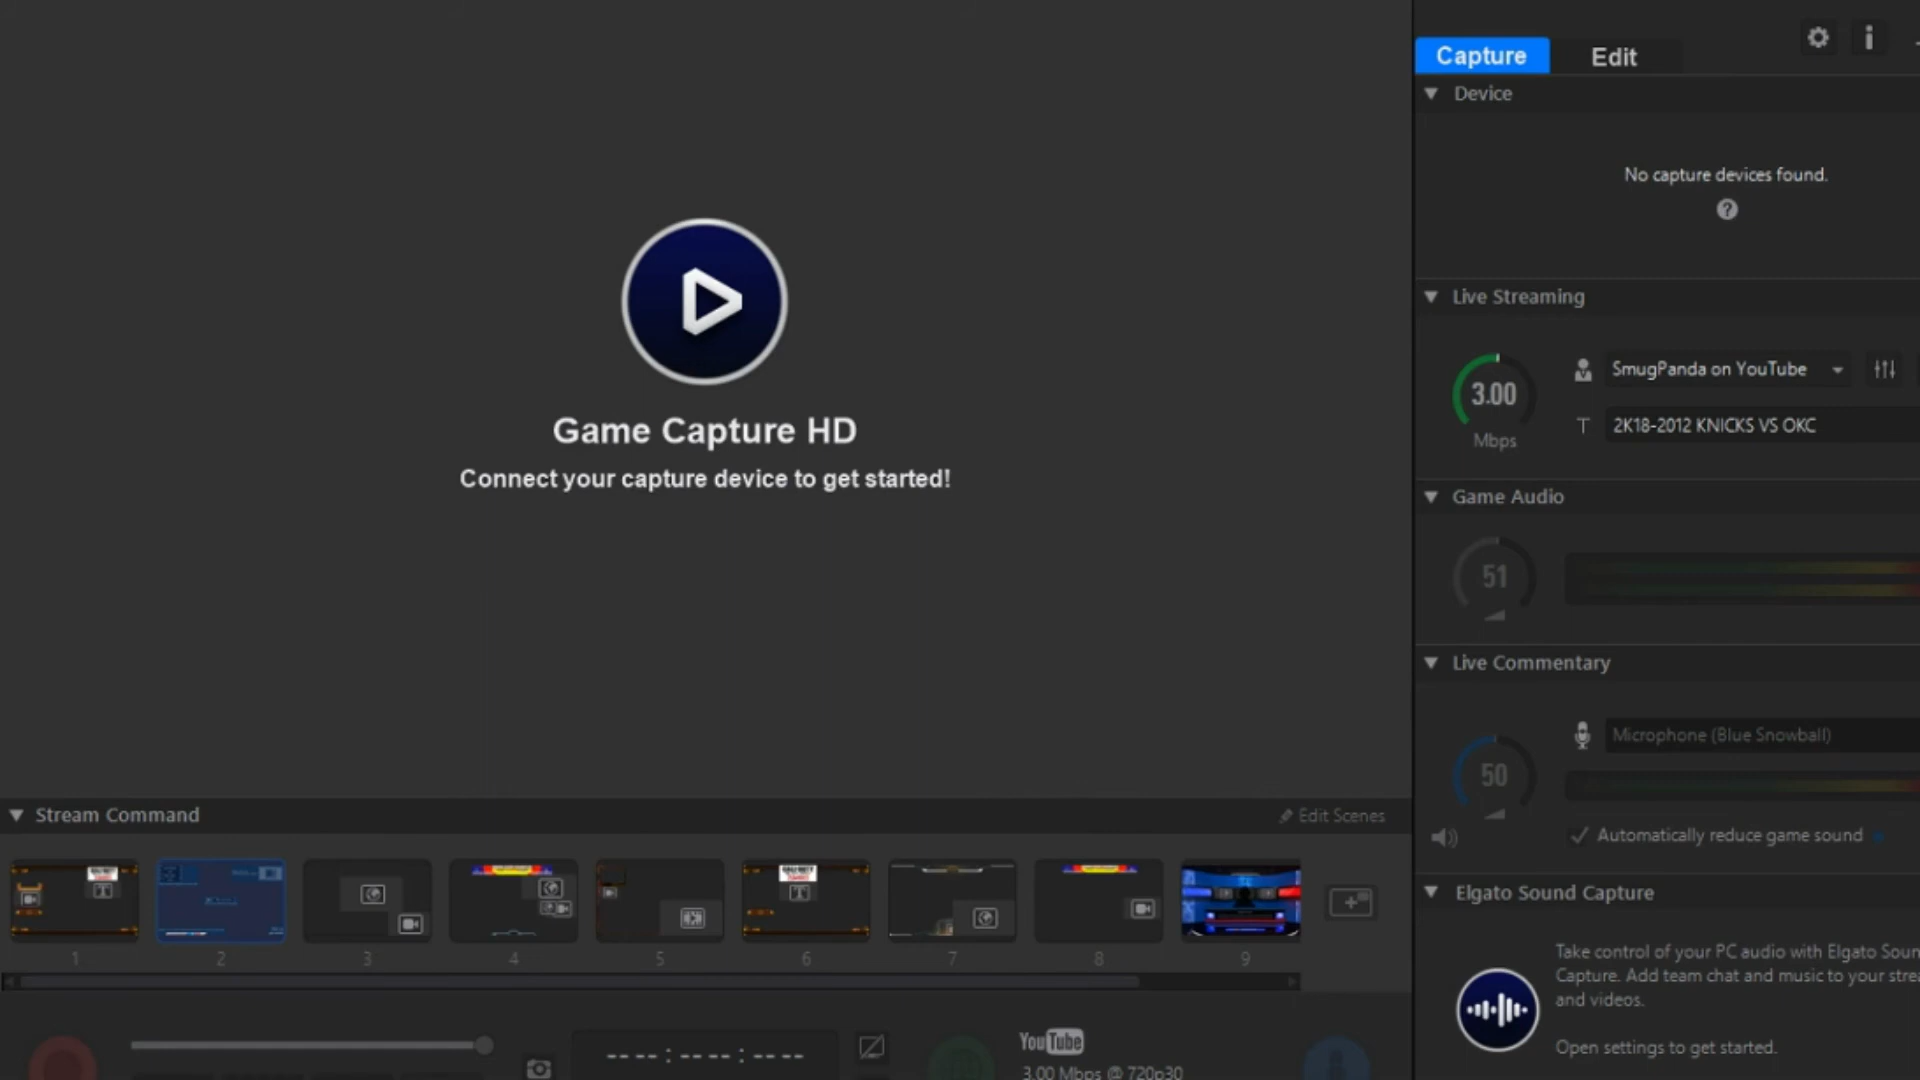 Capture
Edit
Device
No capture devices found.
?
Live Streaming
3.00
Mbps
SmugPanda on YouTube
T
2K18-2012 KNICKS VS OKC
Game Capture HD
Connect your capture device to get started!
Game Audio
51
Live Commentary
Microphone (Blue Snowball)
50
Automatically reduce game sound
Stream Command
Edit Scenes
1
2
3
4
5
6
7
8
9
Elgato Sound Capture
Take control of your PC audio with Elgato Soun
Capture. Add team chat and music to your strea
and videos.
Open settings to get started.
-- -- : -- -- : -- --
YouTube
3.00 Mbps @ 720p30